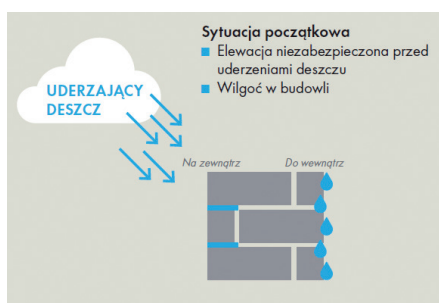 Sytuacja początkowa
Elewacja niezabezpieczona przed
uderzeniami deszczu
Wilgoć w budowli
UDERZAJĄCY
DESZCZ
Na zewnątrz
Do wewnątrz